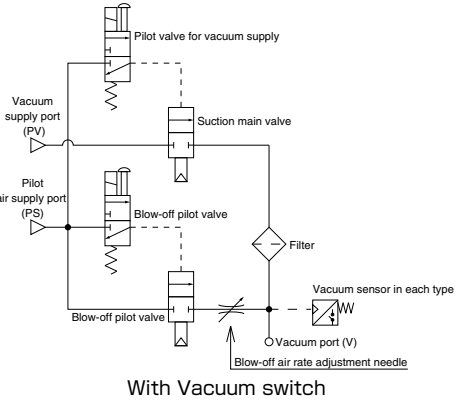 Pilot valve for vacuum supply
Vacuum
supply port
(PV)
Suction main valve
Pilot
air supply port
(PS)
Blow-off pilot valve
Filter
Vacuum sensor in each type
Blow-off pilot valve
Vacuum port (V)
Blow-off air rate adjustment needle
With Vacuum switch